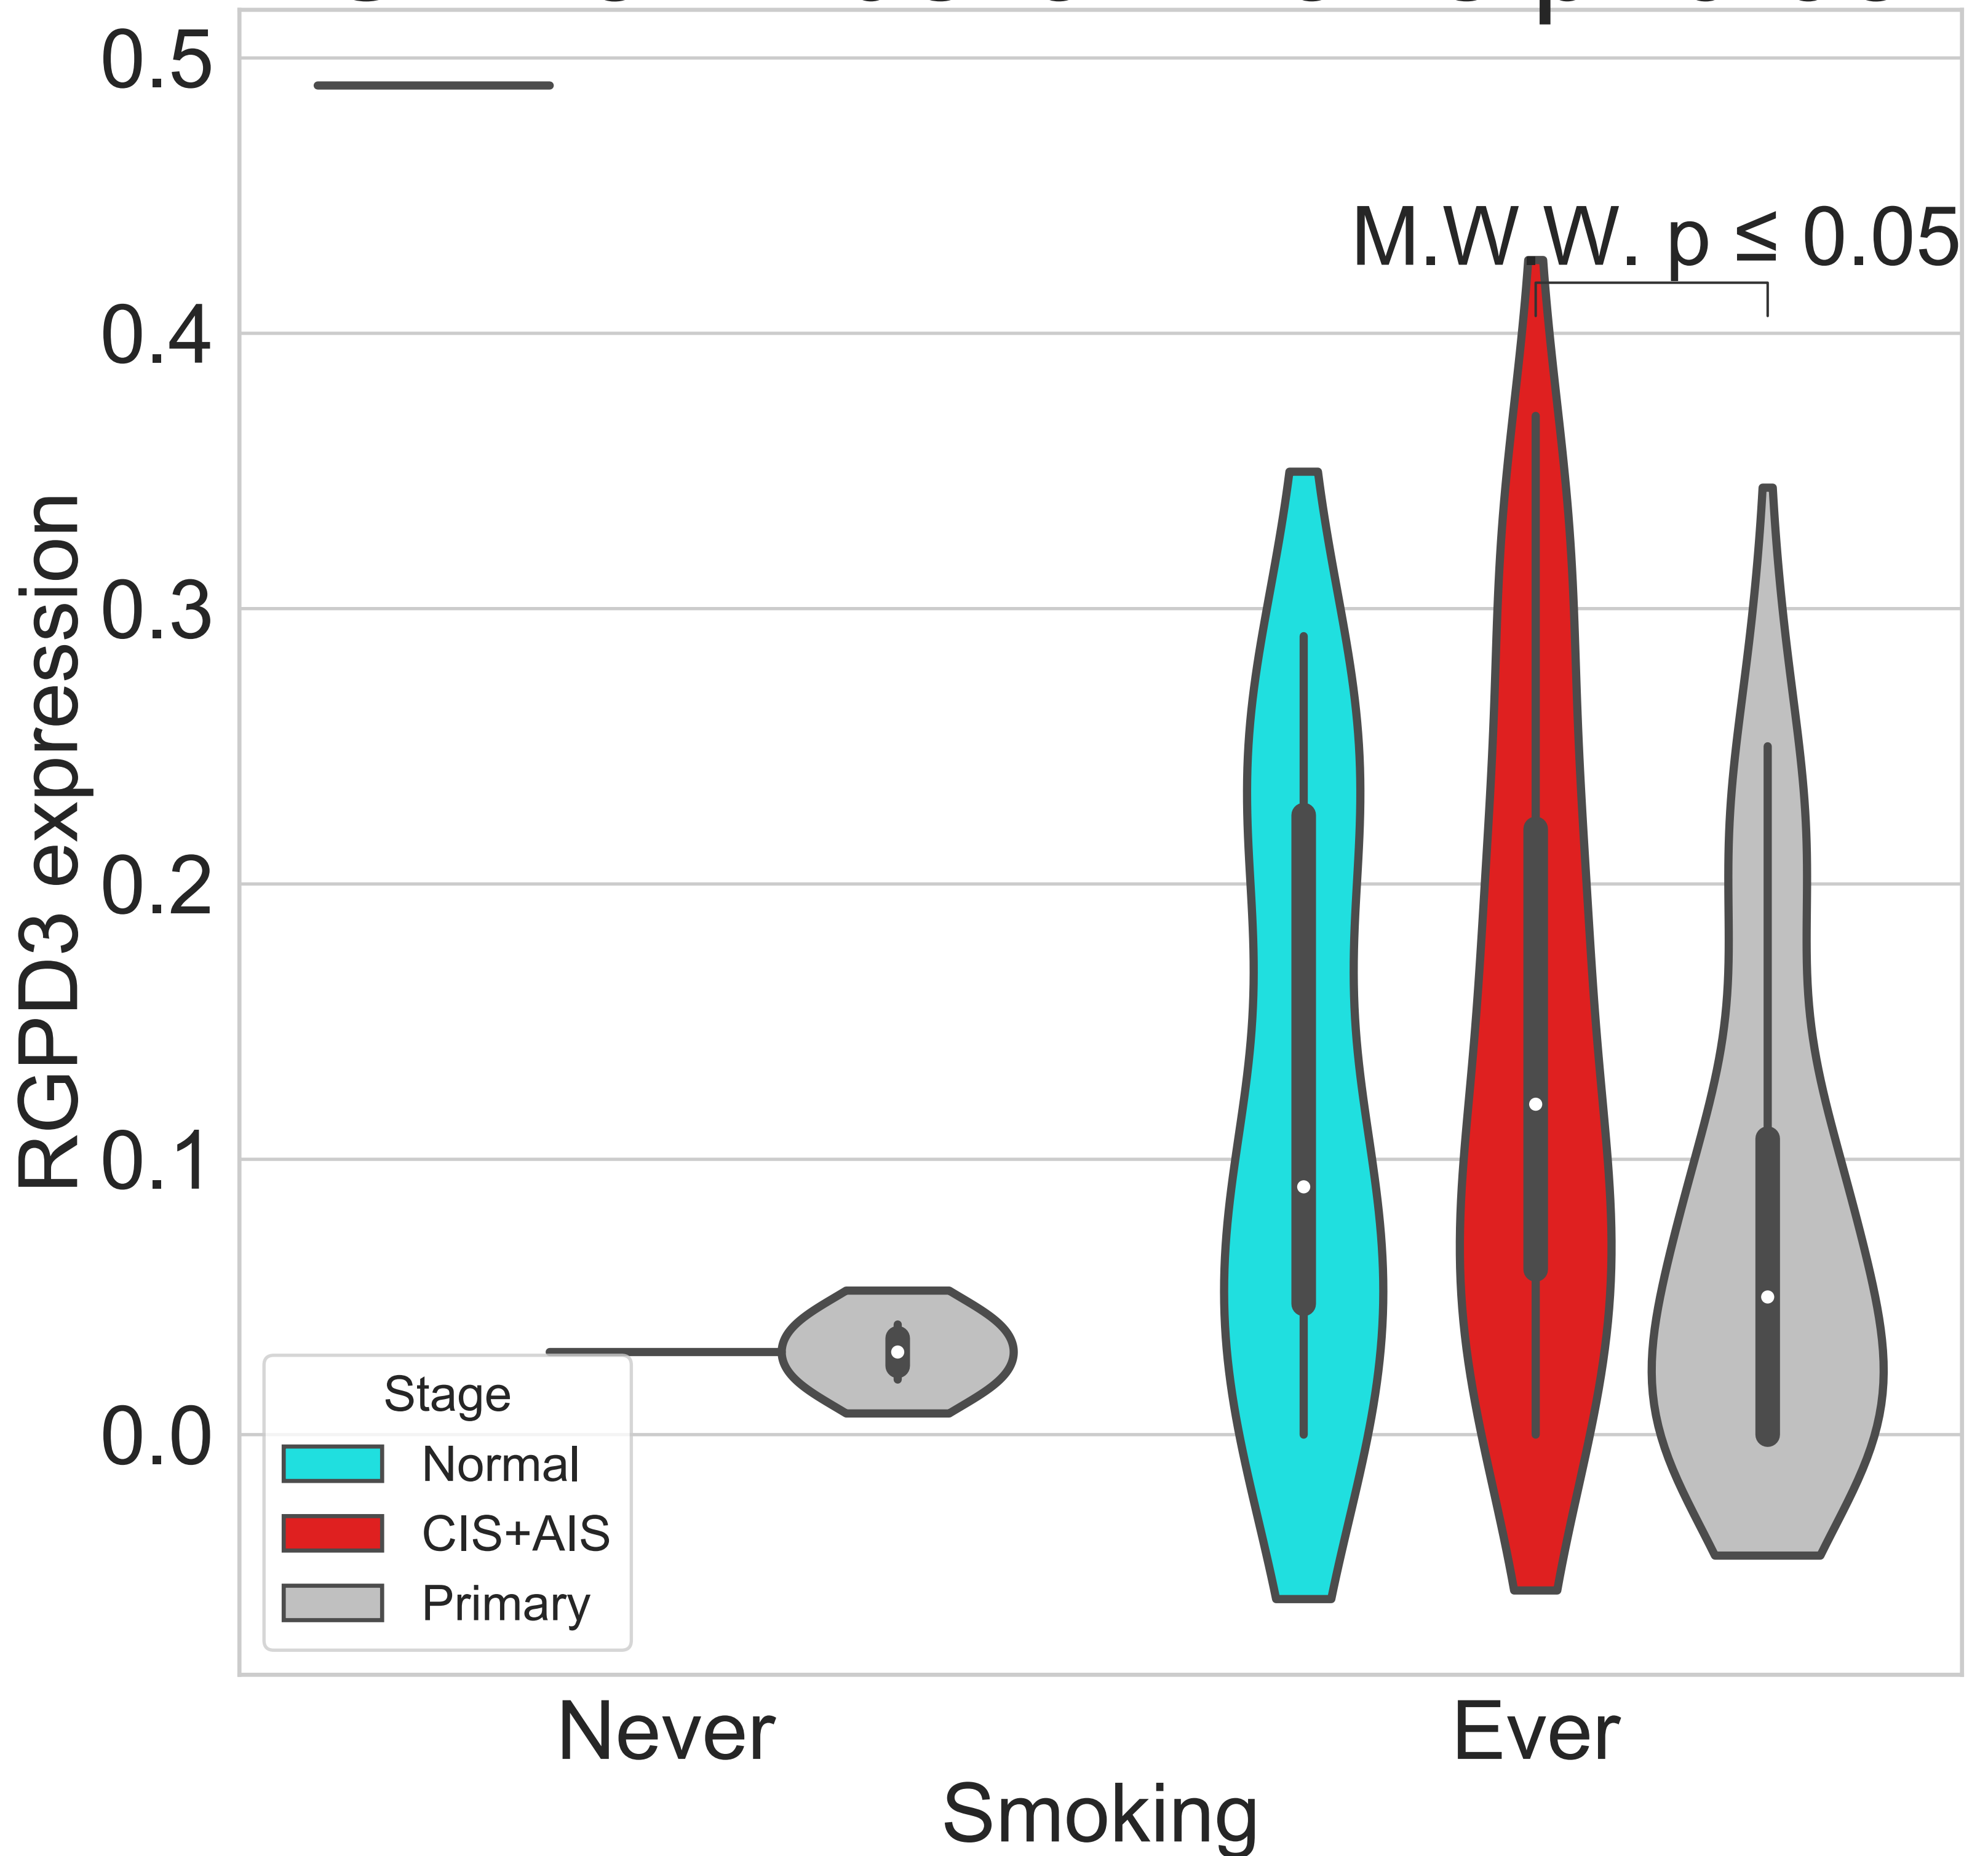 0.5
M.W.W. p ≤ 0.05
0.4
0.3
0.2
0.1
0.0
RGPD3 expression
Stage
Normal
CIS+AIS
Primary
Never
Ever
Smoking